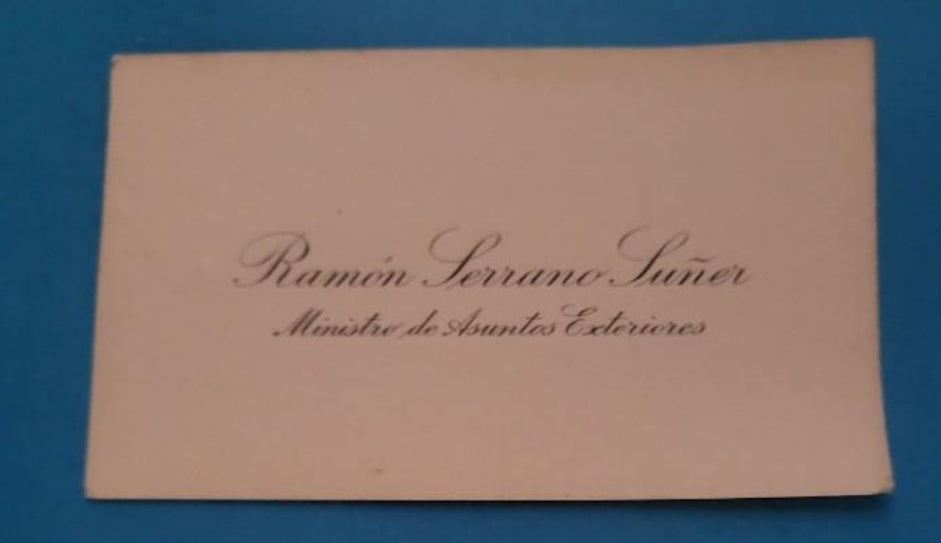 Ramón Serrano Suñer
Ministro de Asuntos Exteriores